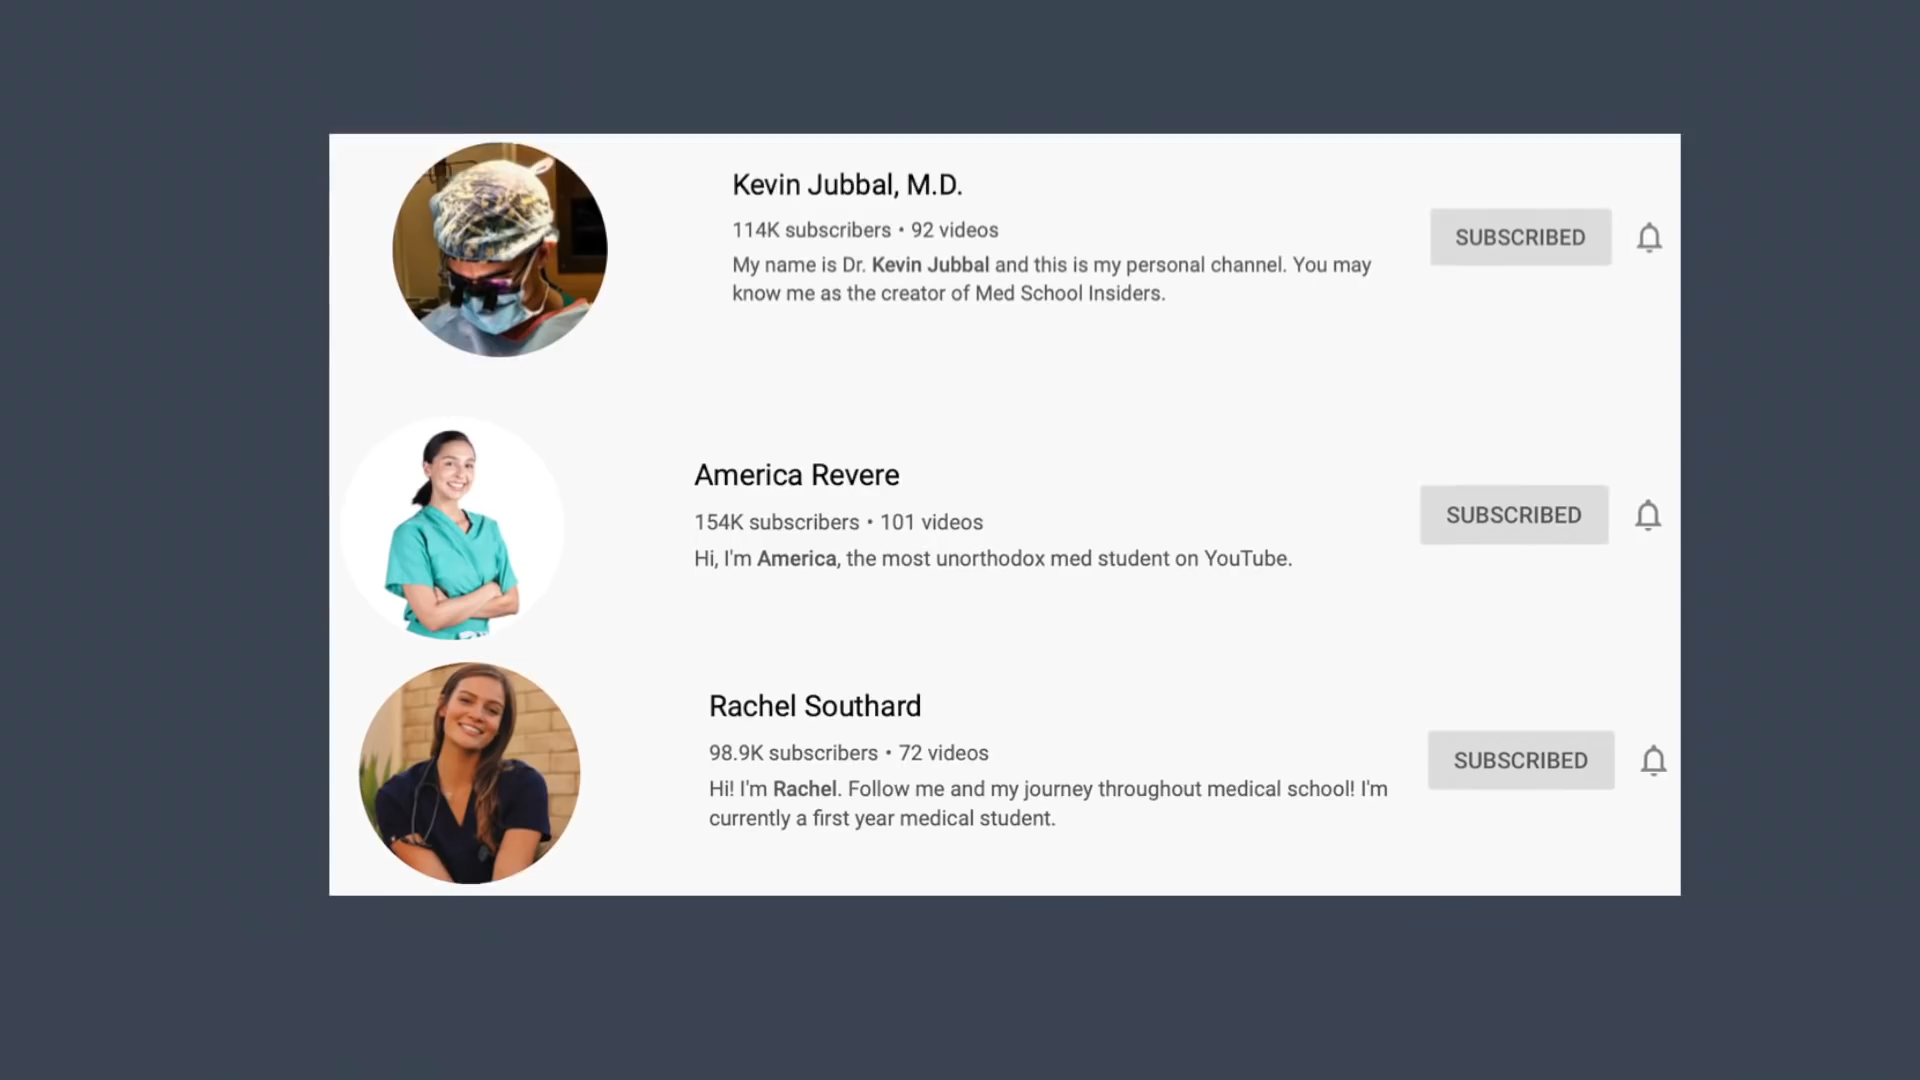 Kevin Jubbal, M.D.
114K subscribers • 92 videos
My name is Dr. Kevin Jubbal and this is my personal channel. You may
know me as the creator of Med School Insiders.
SUBSCRIBED
America Revere
154K subscribers • 101 videos
Hi, I'm America, the most unorthodox med student on YouTube.
SUBSCRIBED
Rachel Southard
98.9K subscribers • 72 videos
Hi! I'm Rachel. Follow me and my journey throughout medical school! I'm
currently a first year medical student.
SUBSCRIBED